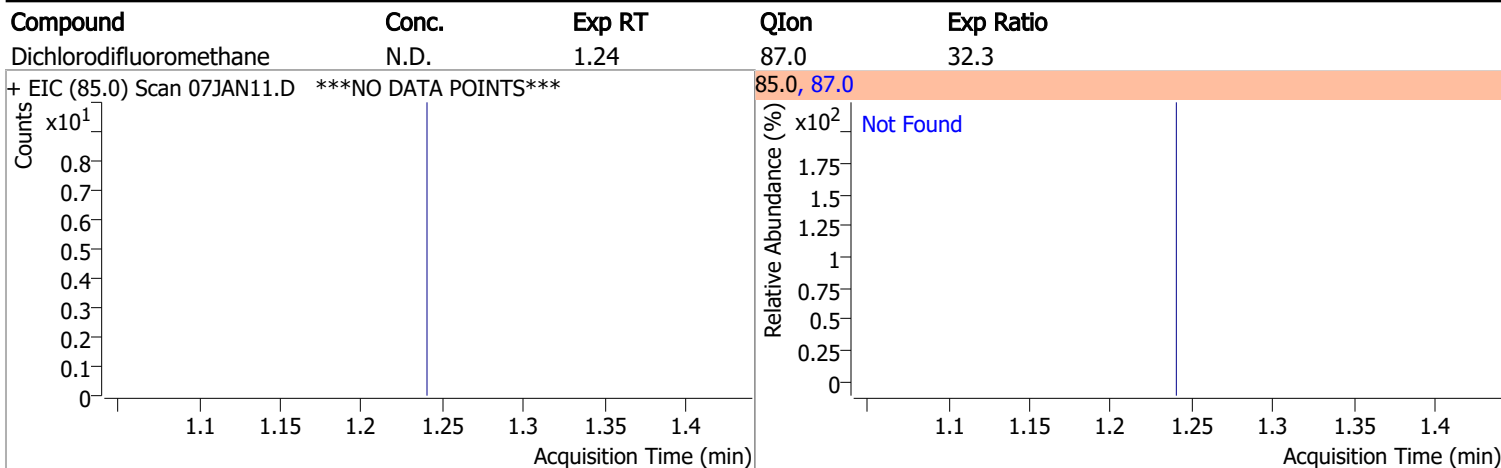 Compound Conc. Exp RT QIon Exp Ratio
Dichlorodifluoromethane N.D. 1.24 87.0 32.3
+ EIC (85.0) Scan 07JAN11.D ***NO DATA POINTS***
Counts
x10¹
0.8
0.7
0.6
0.5
0.4
0.3
0.2
0.1
0
1.1 1.15 1.2 1.25 1.3 1.35 1.4
Acquisition Time (min)
85.0, 87.0
Relative Abundance (%)
x10²
Not Found
1.75
1.5
1.25
1
0.75
0.5
0.25
0
1.1 1.15 1.2 1.25 1.3 1.35 1.4
Acquisition Time (min)